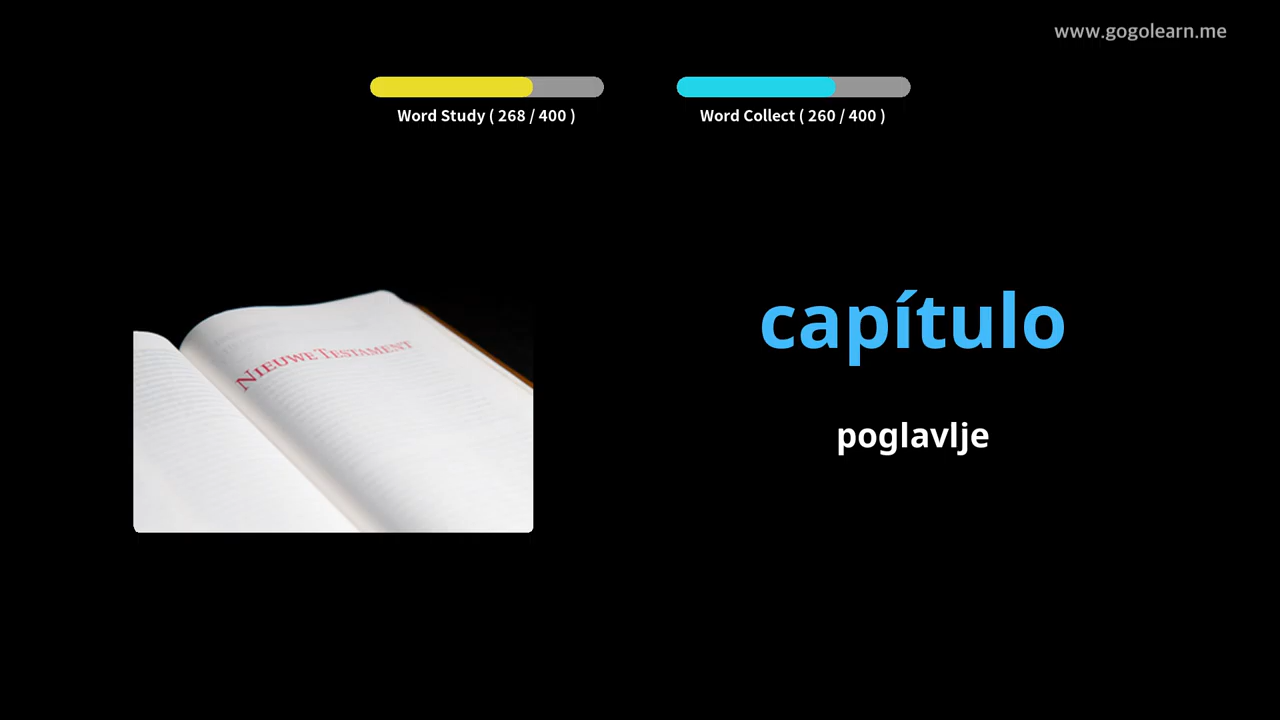 www.gogolearn.me
Word Study ( 268 / 400 )
Word Collect ( 260 / 400 )
NIEUWE TESTAMENT
capítulo
poglavlje